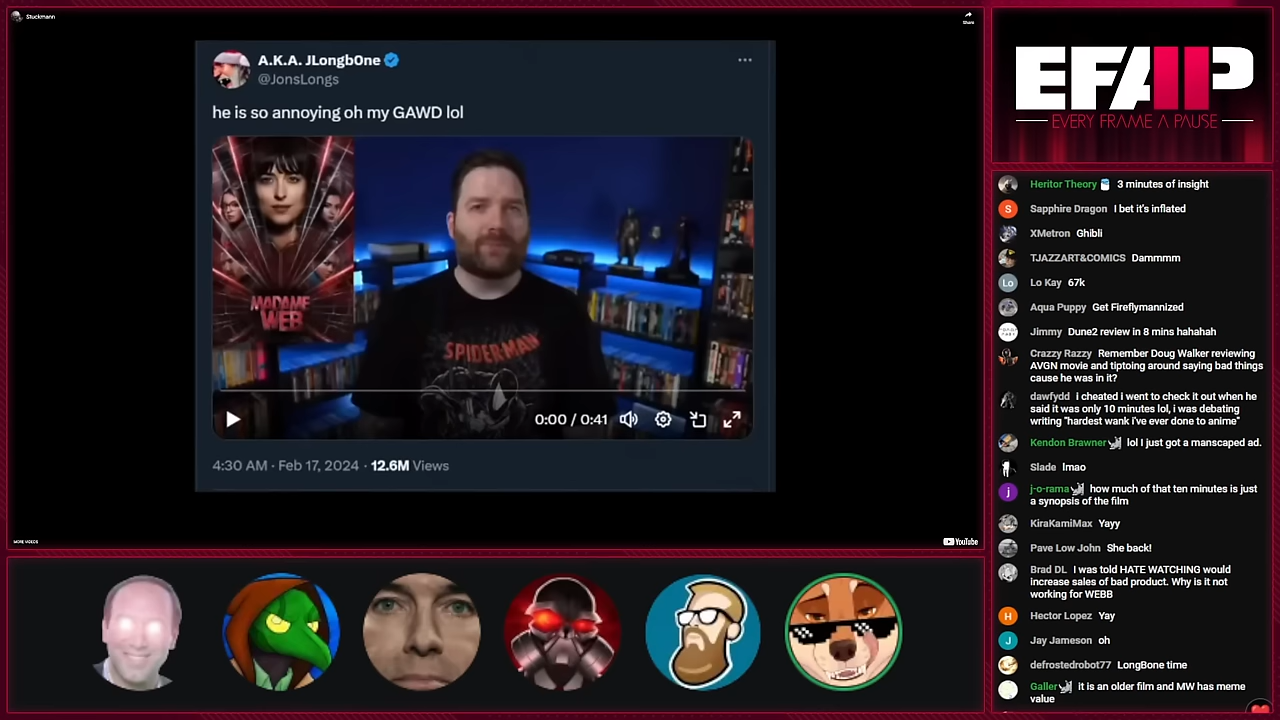 Stuckmann
Share
A.K.A. JLongbOne
@JonsLongs
he is so annoying oh my GAWD lol
MADAME
WEB
SPIDER-MAN
0:00 / 0:41
4:30 AM · Feb 17, 2024 · 12.6M Views
MORE VIDEOS
YouTube
EFAP
EVERY FRAME A PAUSE
Heritor Theory 3 minutes of insight
S
Sapphire Dragon I bet it's inflated
XMetron Ghibli
TJAZZART&COMICS Dammmm
Lo
Lo Kay 67k
Aqua Puppy Get Fireflymannized
Jimmy Dune2 review in 8 mins hahahah
Crazzy Razzy Remember Doug Walker reviewing
AVGN movie and tiptoing around saying bad things
cause he was in it?
dawfydd i cheated i went to check it out when he
said it was only 10 minutes lol, i was debating
writing "hardest wank i've ever done to anime"
Kendon Brawner lol I just got a manscaped ad.
Slade lmao
j
j-o-rama how much of that ten minutes is just
a synopsis of the film
KiraKamiMax Yayy
Pave Low John She back!
Brad DL I was told HATE WATCHING would
increase sales of bad product. Why is it not
working for WEBB
H
Hector Lopez Yay
J
Jay Jameson oh
defrostedrobot77 LongBone time
Galler it is an older film and MW has meme
value